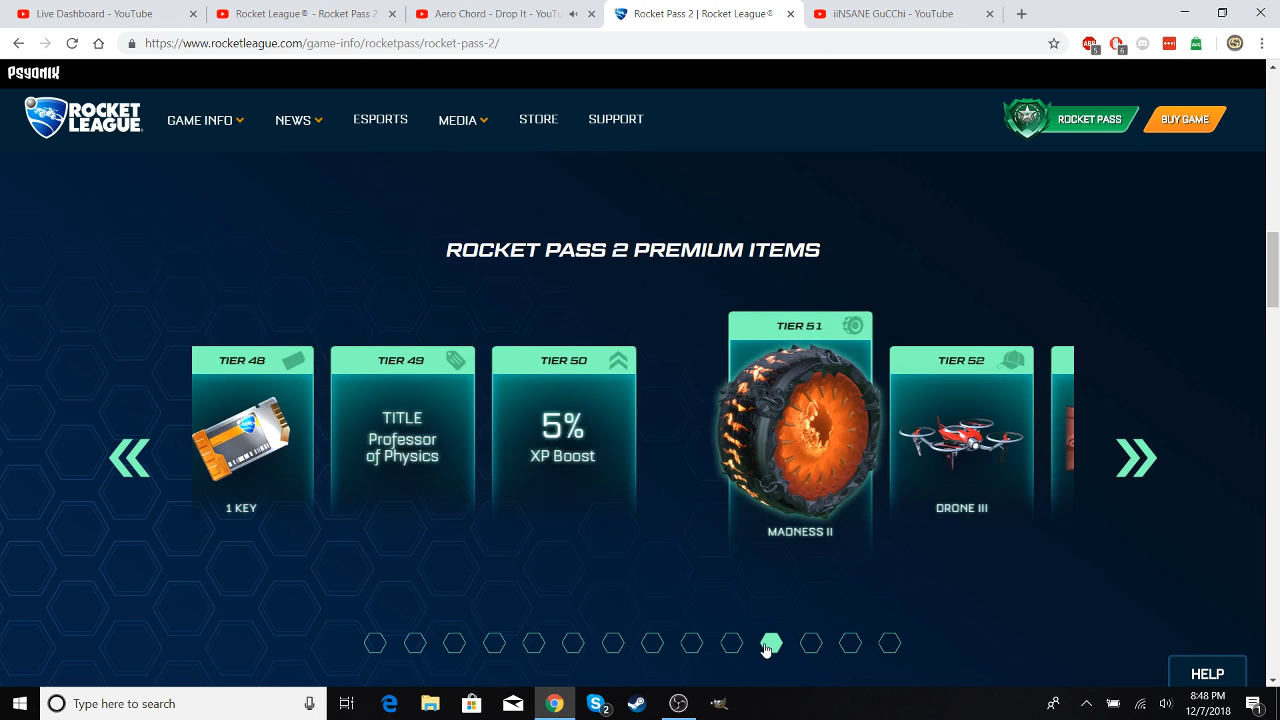 Live Dashboard - YouTube
Rocket League® - Rocket Pass 2
Aero Chord - Drop It - YouTu
Rocket Pass 2 | Rocket League®
iiNSANE GuCChi - YouTube
https://www.rocketleague.com/game-info/rocketpass/rocket-pass-2/
5
6
PSYONIX
ROCKET LEAGUE
GAME INFO
NEWS
ESPORTS
MEDIA
STORE
SUPPORT
ROCKET PASS
BUY GAME
ROCKET PASS 2 PREMIUM ITEMS
TIER 48
1 KEY
TIER 49
TITLE
Professor
of Physics
TIER 50
5%
XP Boost
TIER 51
MADNESS II
TIER 52
DRONE III
HELP
Type here to search
2
8:48 PM
12/7/2018
1